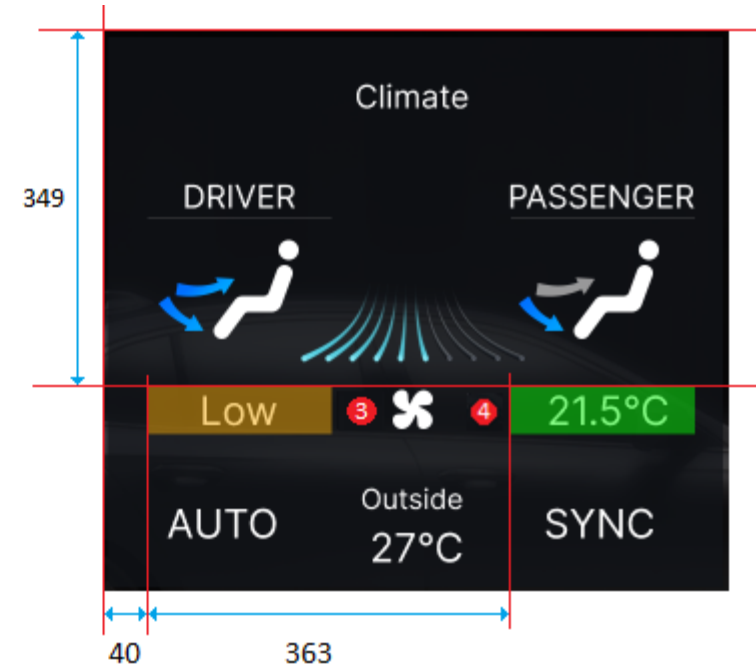 Climate
349
DRIVER
PASSENGER
Low
3
4
21.5°C
AUTO
Outside
27°C
SYNC
40
363